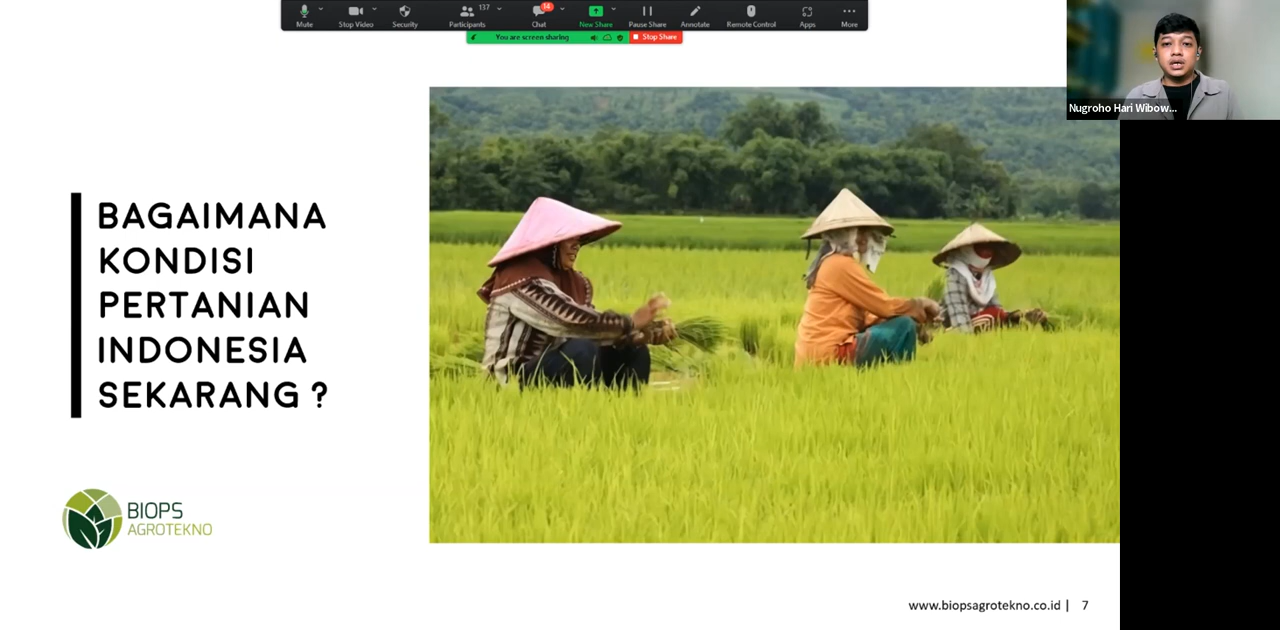 137
14
Mute
Stop Video
Security
Participants
Chat
New Share
Pause Share
Annotate
Remote Control
Apps
More
You are screen sharing
Stop Share
Nugroho Hari Wibow...
BAGAIMANA
KONDISI
PERTANIAN
INDONESIA
SEKARANG ?
BIOPS
AGROTEKNO
www.biopsagrotekno.co.id | 7